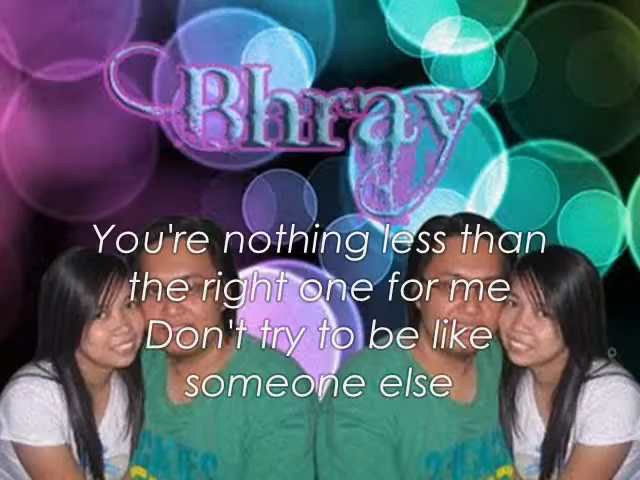 Bhray
You're nothing less than
the right one for me
Don't try to be like
someone else